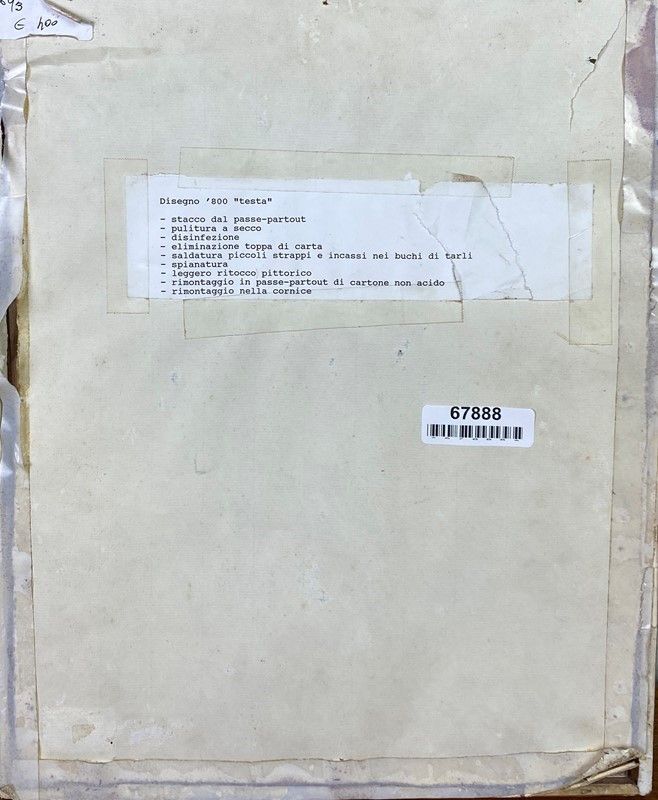 € 400
Disegno ’800 "testa"
- stacco dal passe-partout
- pulitura a secco
- disinfezione
- eliminazione toppa di carta
- saldatura piccoli strappi e incassi nei buchi di tarli
- spianatura
- leggero ritocco pittorico
- rimontaggio in passe-partout di cartone non acido
- rimontaggio nella cornice
67888